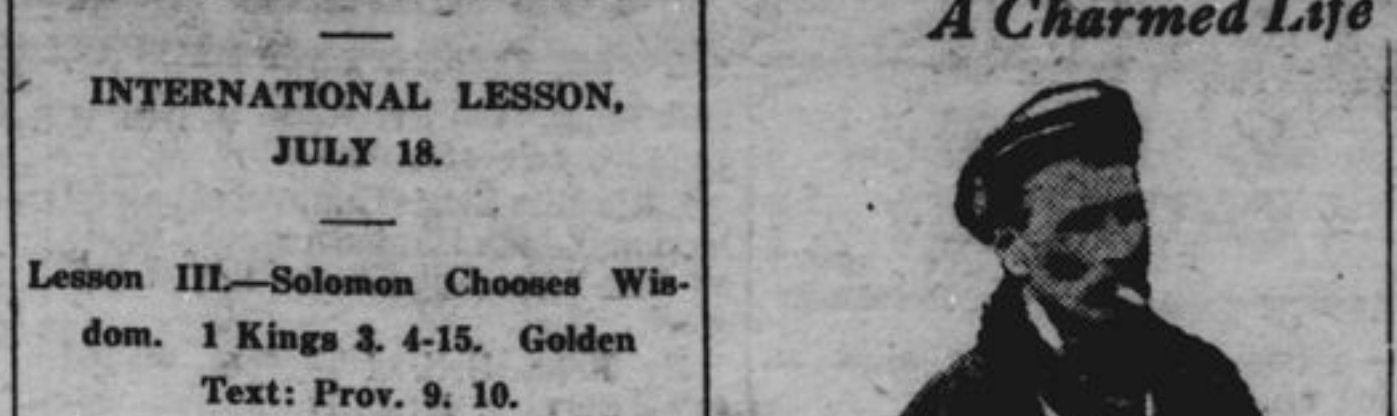 INTERNATIONAL LESSON,
JULY 18.
Lesson III.—Solomon Chooses Wis-
dom. 1 Kings 3. 4-15. Golden
Text: Prov. 9. 10.
A Charmed Life